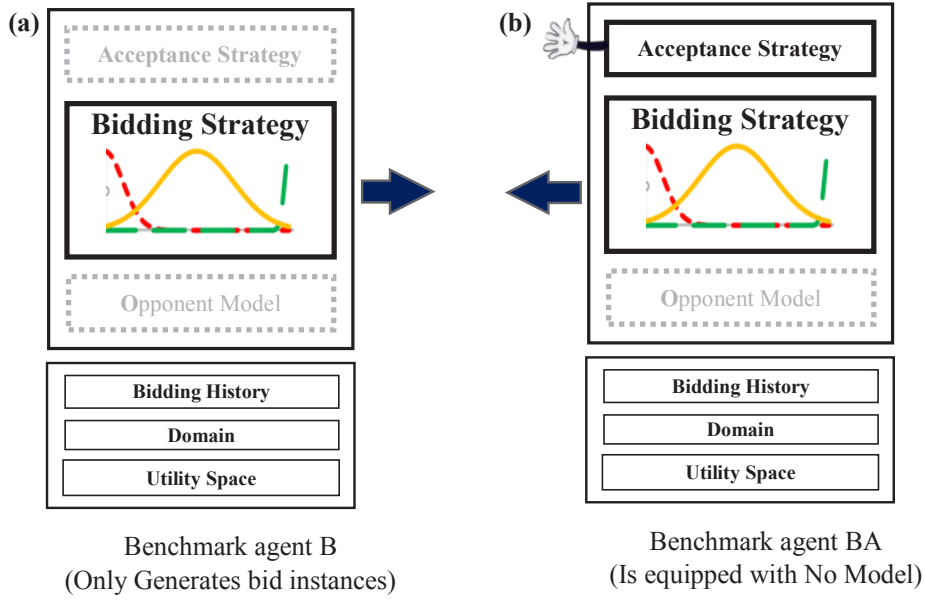 (a)
Acceptance Strategy
Bidding Strategy
Opponent Model
Bidding History
Domain
Utility Space
Benchmark agent B
(Only Generates bid instances)
(b)
Acceptance Strategy
Bidding Strategy
Opponent Model
Bidding History
Domain
Utility Space
Benchmark agent BA
(Is equipped with No Model)